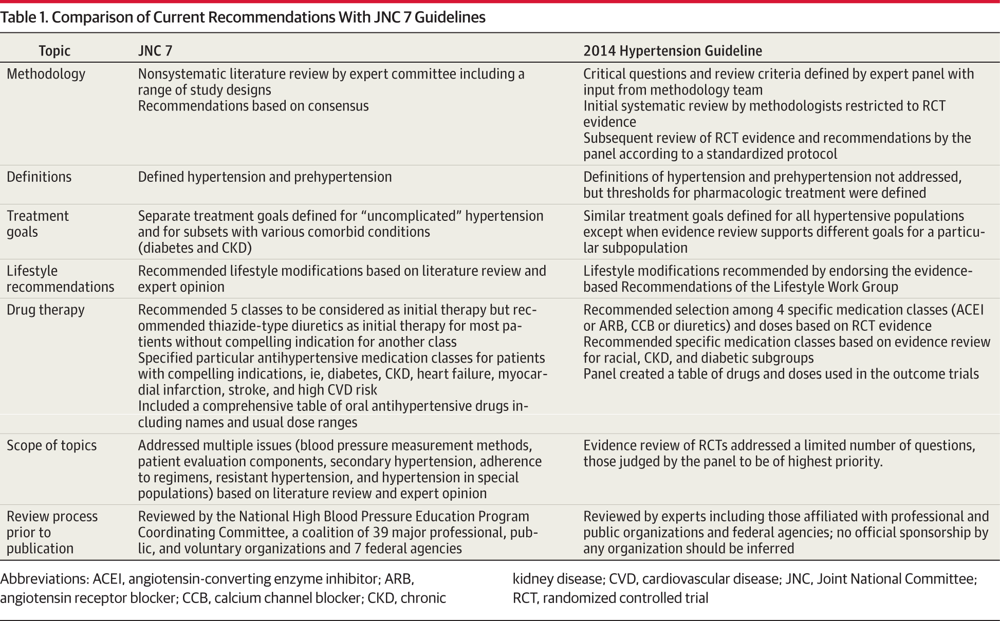 Table 1. Comparison of Current Recommendations With JNC 7 Guidelines
Topic
JNC 7
2014 Hypertension Guideline
Methodology
Nonsystematic literature review by expert committee including a
range of study designs
Recommendations based on consensus
Critical questions and review criteria defined by expert panel with
input from methodology team
Initial systematic review by methodologists restricted to RCT
evidence
Subsequent review of RCT evidence and recommendations by the
panel according to a standardized protocol
Definitions
Defined hypertension and prehypertension
Definitions of hypertension and prehypertension not addressed,
but thresholds for pharmacologic treatment were defined
Treatment
goals
Separate treatment goals defined for “uncomplicated” hypertension
and for subsets with various comorbid conditions
(diabetes and CKD)
Similar treatment goals defined for all hypertensive populations
except when evidence review supports different goals for a particu-
lar subpopulation
Lifestyle
recommendations
Recommended lifestyle modifications based on literature review and
expert opinion
Lifestyle modifications recommended by endorsing the evidence-
based Recommendations of the Lifestyle Work Group
Drug therapy
Recommended 5 classes to be considered as initial therapy but rec-
ommended thiazide-type diuretics as initial therapy for most pa-
tients without compelling indication for another class
Specified particular antihypertensive medication classes for patients
with compelling indications, ie, diabetes, CKD, heart failure, myocar-
dial infarction, stroke, and high CVD risk
Included a comprehensive table of oral antihypertensive drugs in-
cluding names and usual dose ranges
Recommended selection among 4 specific medication classes (ACEI
or ARB, CCB or diuretics) and doses based on RCT evidence
Recommended specific medication classes based on evidence review
for racial, CKD, and diabetic subgroups
Panel created a table of drugs and doses used in the outcome trials
Scope of topics
Addressed multiple issues (blood pressure measurement methods,
patient evaluation components, secondary hypertension, adherence
to regimens, resistant hypertension, and hypertension in special
populations) based on literature review and expert opinion
Evidence review of RCTs addressed a limited number of questions,
those judged by the panel to be of highest priority.
Review process
prior to
publication
Reviewed by the National High Blood Pressure Education Program
Coordinating Committee, a coalition of 39 major professional, pub-
lic, and voluntary organizations and 7 federal agencies
Reviewed by experts including those affiliated with professional and
public organizations and federal agencies; no official sponsorship by
any organization should be inferred
Abbreviations: ACEI, angiotensin-converting enzyme inhibitor; ARB,
angiotensin receptor blocker; CCB, calcium channel blocker; CKD, chronic
kidney disease; CVD, cardiovascular disease; JNC, Joint National Committee;
RCT, randomized controlled trial